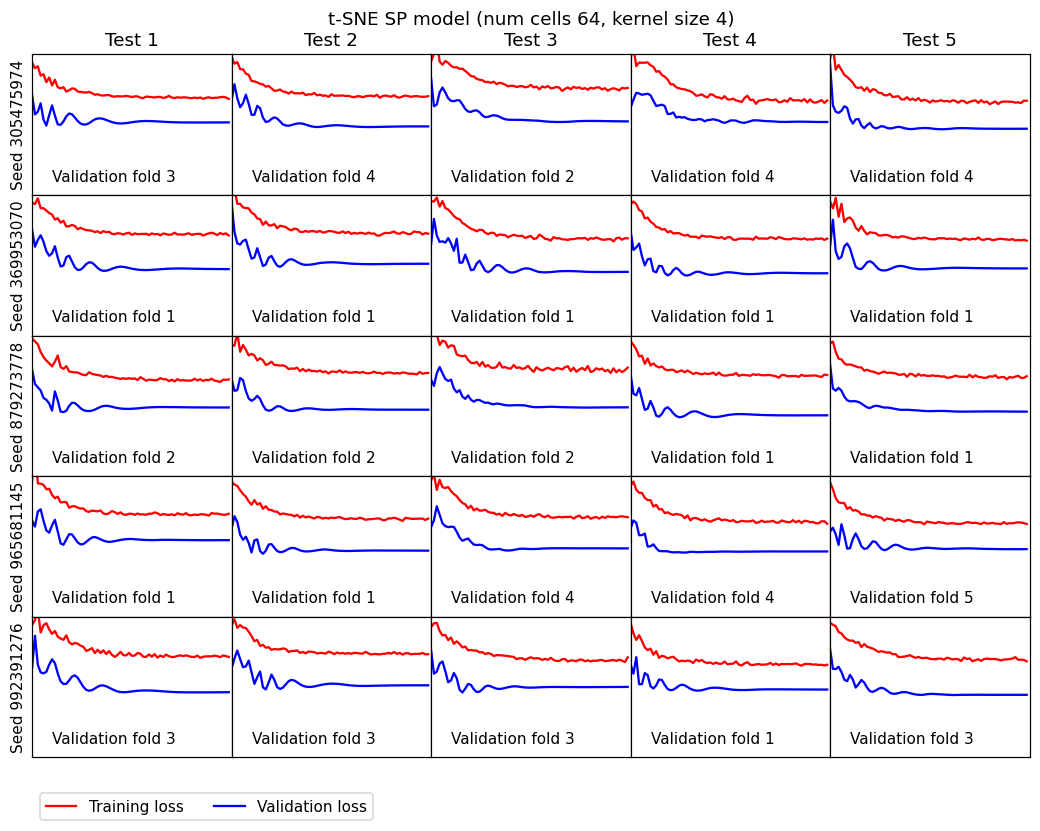 t-SNE SP model (num cells 64, kernel size 4)
Test 1 Test 2 Test 3 Test 4 Test 5
Seed 305475974
Validation fold 3 Validation fold 4 Validation fold 2 Validation fold 4 Validation fold 4
Seed 369953070
Validation fold 1 Validation fold 1 Validation fold 1 Validation fold 1 Validation fold 1
Seed 879273778
Validation fold 2 Validation fold 2 Validation fold 2 Validation fold 1 Validation fold 1
Seed 965681145
Validation fold 1 Validation fold 1 Validation fold 4 Validation fold 4 Validation fold 5
Seed 992391276
Validation fold 3 Validation fold 3 Validation fold 3 Validation fold 1 Validation fold 3
Training loss Validation loss